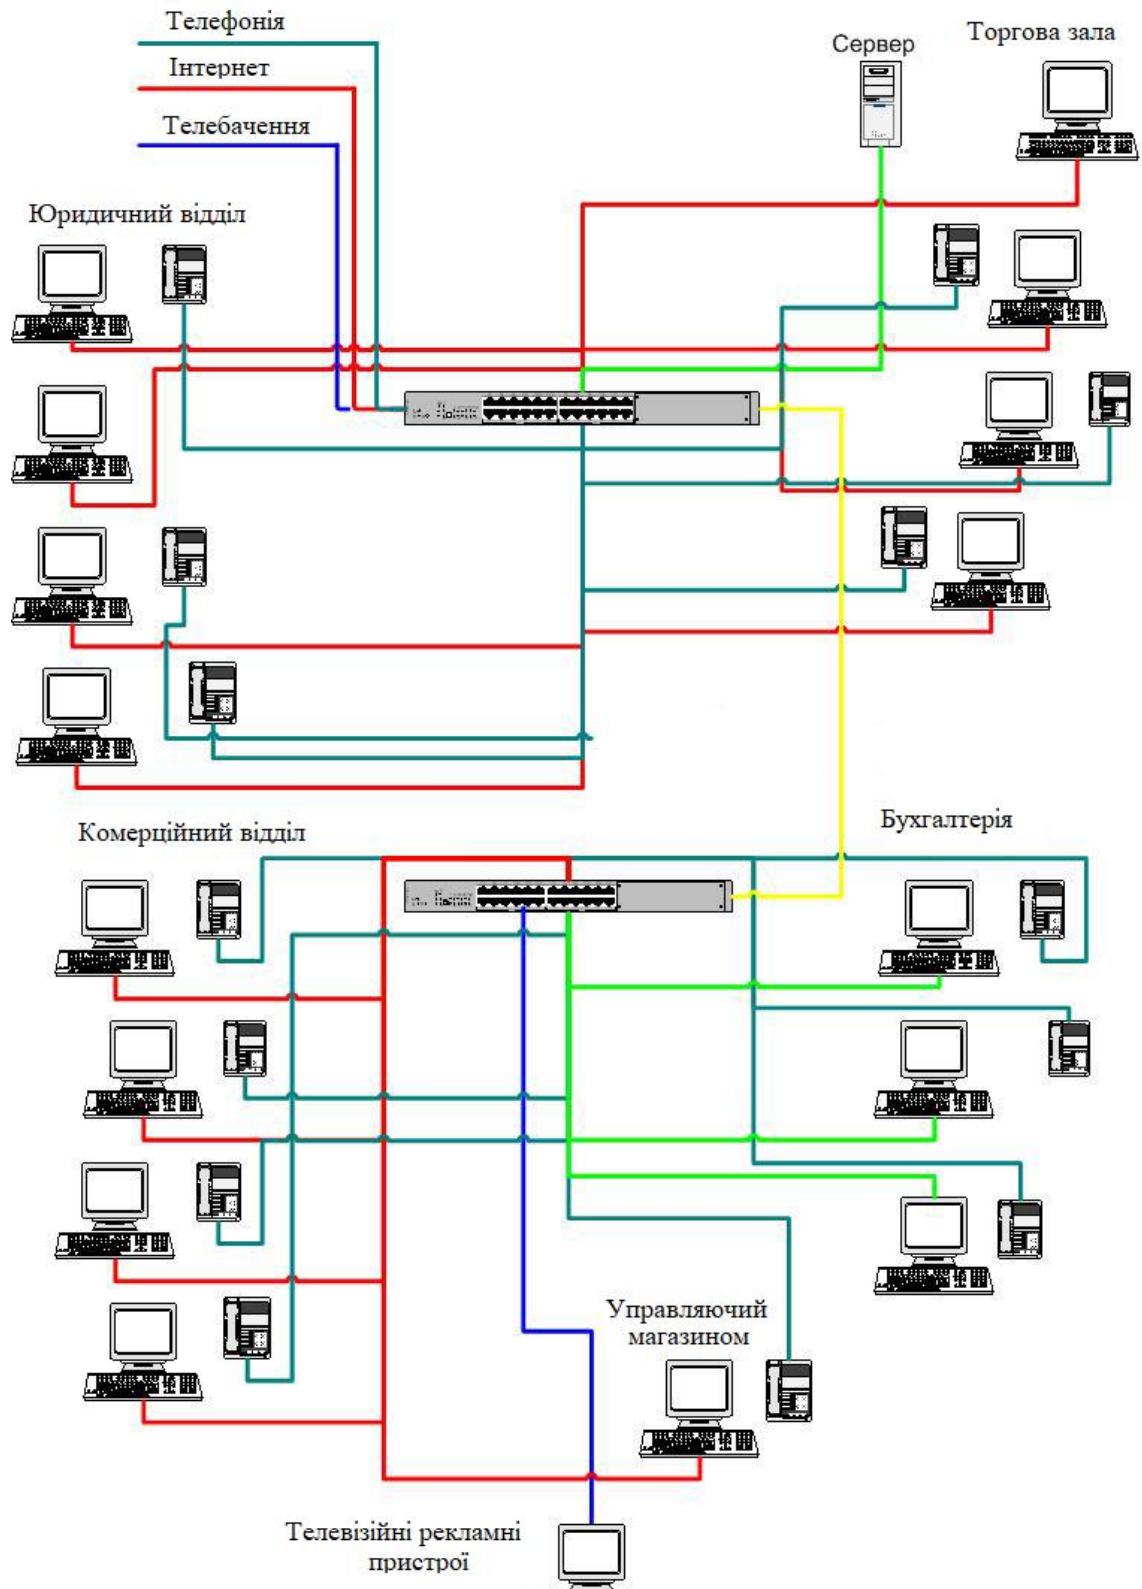 Телефонія
Інтернет
Телебачення
Сервер
Торгова зала
Юридичний відділ
Комерційний відділ
Бухгалтерія
Управляючий
магазином
Телевізійні рекламні
пристрої